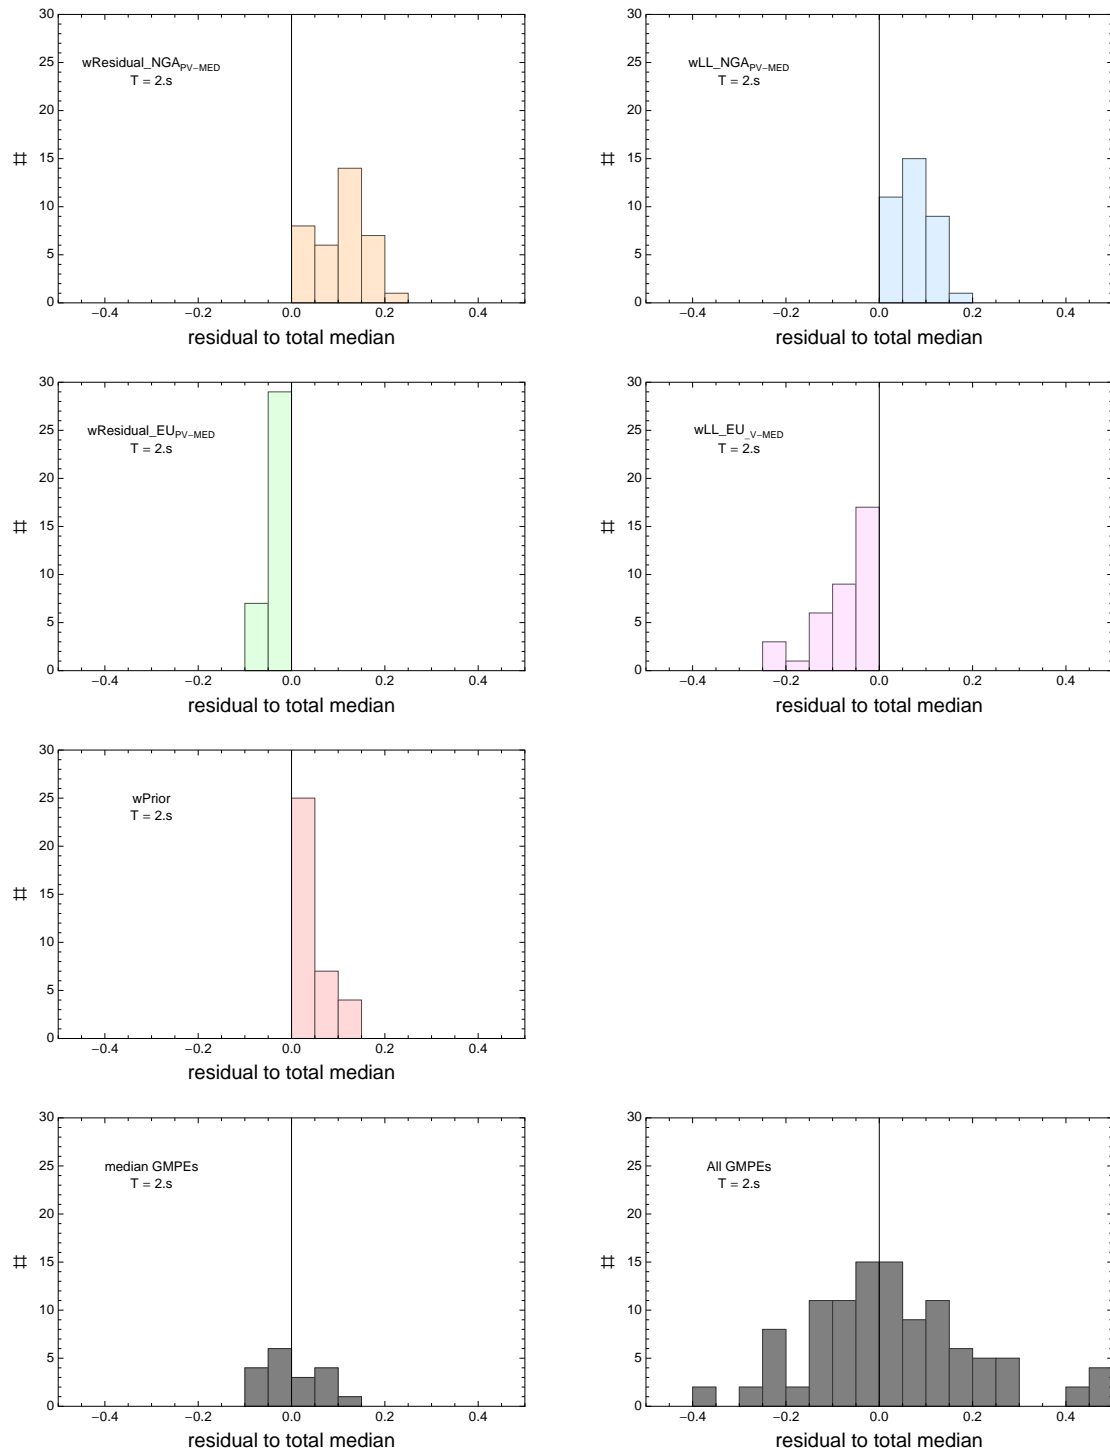 30
25
20
15
10
5
0
#
wResidual_NGA_PV−MED
T = 2.s
−0.4 −0.2 0.0 0.2 0.4
residual to total median
30
25
20
15
10
5
0
#
wLL_NGA_PV−MED
T = 2.s
−0.4 −0.2 0.0 0.2 0.4
residual to total median
30
25
20
15
10
5
0
#
wResidual_EU_PV−MED
T = 2.s
−0.4 −0.2 0.0 0.2 0.4
residual to total median
30
25
20
15
10
5
0
#
wLL_EU_V−MED
T = 2.s
−0.4 −0.2 0.0 0.2 0.4
residual to total median
30
25
20
15
10
5
0
#
wPrior
T = 2.s
−0.4 −0.2 0.0 0.2 0.4
residual to total median
30
25
20
15
10
5
0
#
median GMPEs
T = 2.s
−0.4 −0.2 0.0 0.2 0.4
residual to total median
30
25
20
15
10
5
0
#
All GMPEs
T = 2.s
−0.4 −0.2 0.0 0.2 0.4
residual to total median